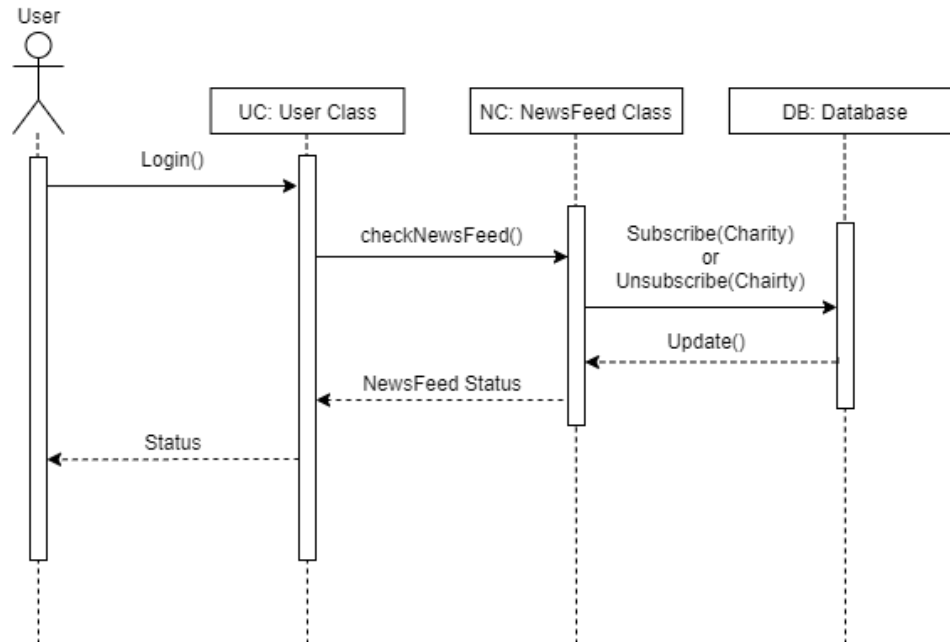 User
UC: User Class
NC: NewsFeed Class
DB: Database
Login()
checkNewsFeed()
Subscribe(Charity)
or
Unsubscribe(Chairty)
Update()
NewsFeed Status
Status